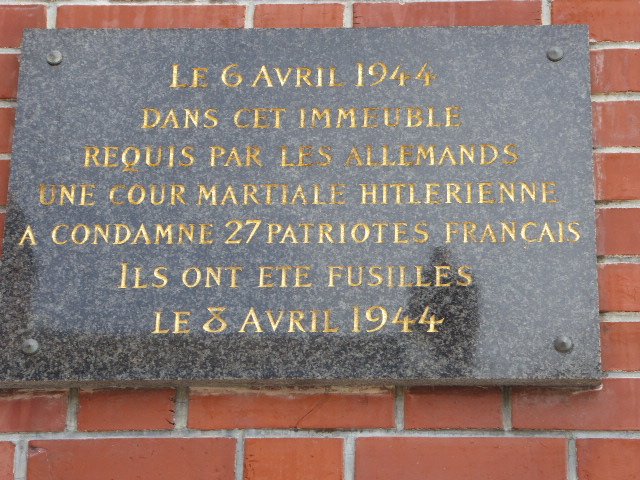 LE 6 AVRIL 1944
DANS CET IMMEUBLE
REQUIS PAR LES ALLEMANDS
UNE COUR MARTIALE HITLERIENNE
A CONDAMNE 27 PATRIOTES FRANÇAIS
ILS ONT ETE FUSILLES
LE 8 AVRIL 1944